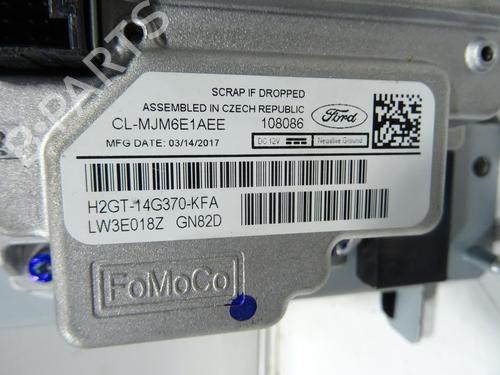 B-Parts
SCRAP IF DROPPED
ASSEMBLED IN CZECH REPUBLIC
CL-MJM6E1AEE 108086
Ford
MFG DATE: 03/14/2017
DC 12V
Negative Ground
H2GT-14G370-KFA
LW3E018Z GN82D
FoMoCo